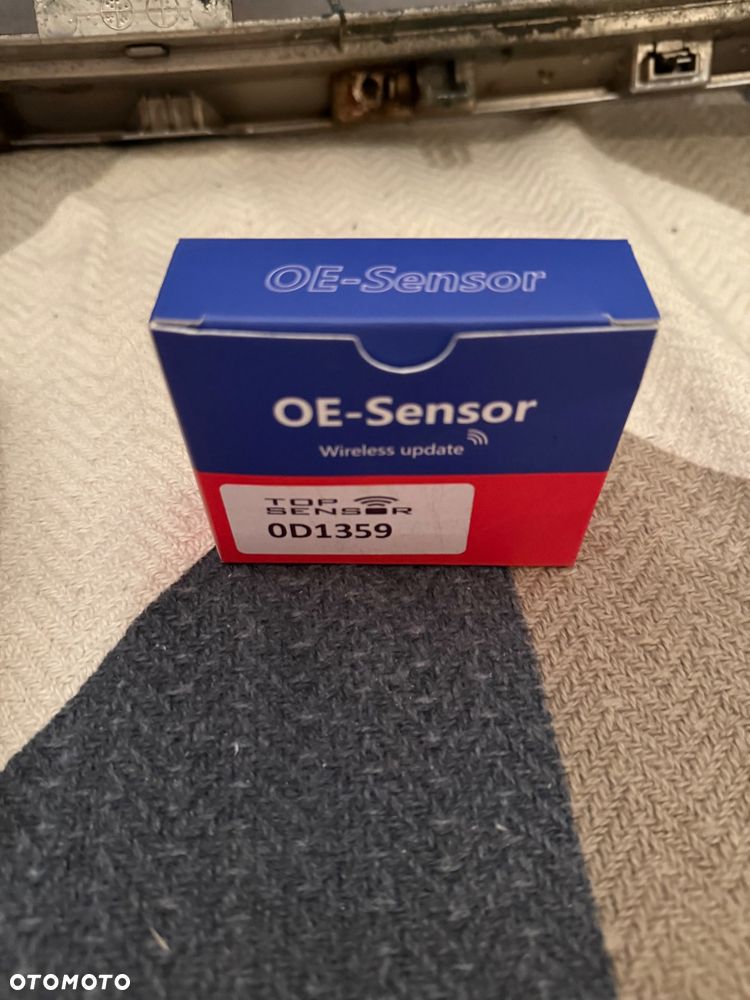 OE-Sensor
OE-Sensor
Wireless update
TOP
SENSOR
0D1359
OTOMOTO